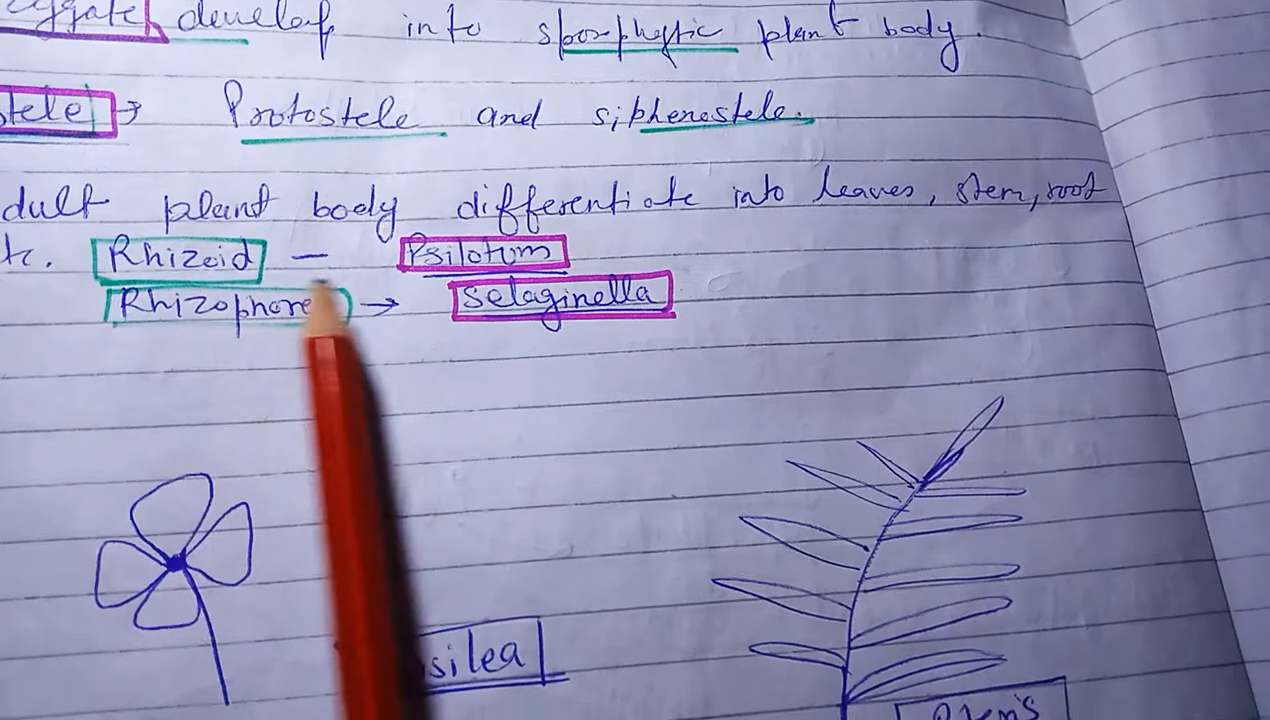 develop into sporophytic plant body.
stele → Protostele and siphenostele.
dult plant body differentiate into leaves, stem, root
tc. Rhizoid — Psilotum
Rhizophore → Selaginella
silea